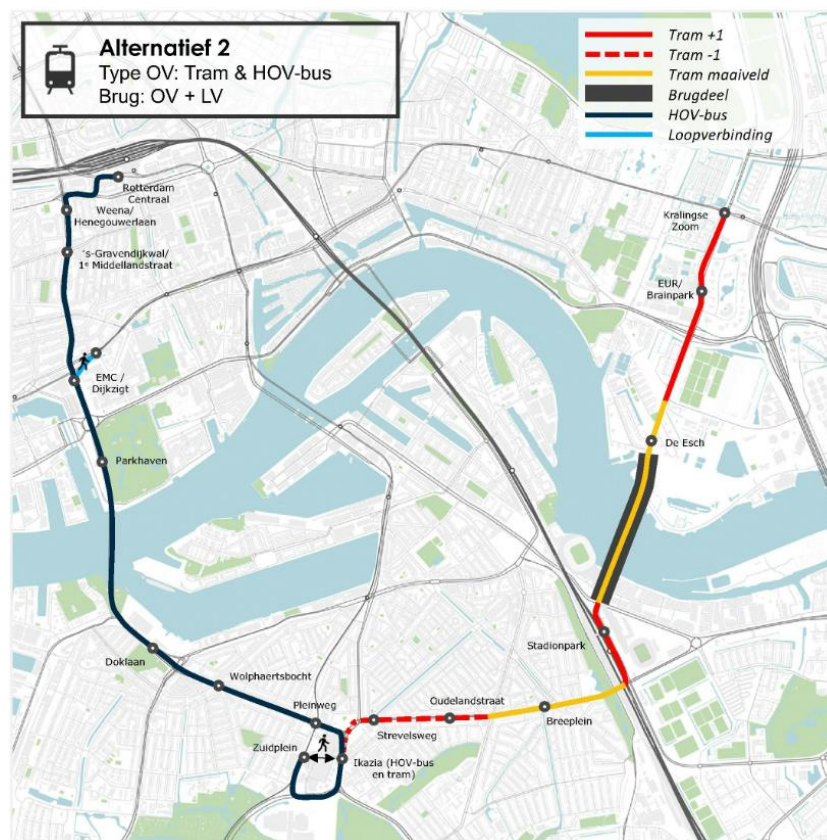 Alternatief 2
Type OV: Tram & HOV-bus
Brug: OV + LV
Tram +1
Tram -1
Tram maaiveld
Brugdeel
HOV-bus
Loopverbinding
Rotterdam
Centraal
Weena/
Henegouwerlaan
's-Gravendijkwal/
1e Middellandstraat
EMC /
Dijkzigt
Parkhaven
Kralingse
Zoom
EUR/
Brainpark
De Esch
Stadionpark
Doklaan
Wolphaertsbocht
Pleinweg
Zuidplein
Ikazia (HOV-bus
en tram)
Strevelsweg
Oudelandstraat
Breeplein